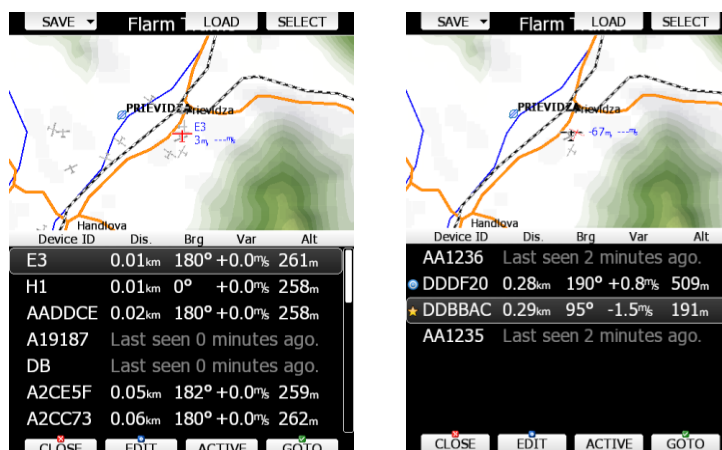 SAVE Flarm T LOAD SELECT
PRIEVIDZA Prievidza
E3
3m, ---m/s
Handlova
Device ID Dis. Brg Var Alt
E3 0.01km 180° +0.0m/s 261m
H1 0.01km 0° +0.0m/s 258m
AADDCE 0.02km 180° +0.0m/s 258m
A19187 Last seen 0 minutes ago.
DB Last seen 0 minutes ago.
A2CE5F 0.05km 182° +0.0m/s 259m
A2CC73 0.06km 180° +0.0m/s 262m
CLOSE EDIT ACTIVE GOTO
SAVE Flarm T LOAD SELECT
PRIEVIDZA Prievidza
-67m, ---m/s
Handlova
Device ID Dis. Brg Var Alt
AA1236 Last seen 2 minutes ago.
DDDF20 0.28km 190° +0.8m/s 509m
DDBBAC 0.29km 95° -1.5m/s 191m
AA1235 Last seen 2 minutes ago.
CLOSE EDIT ACTIVE GOTO